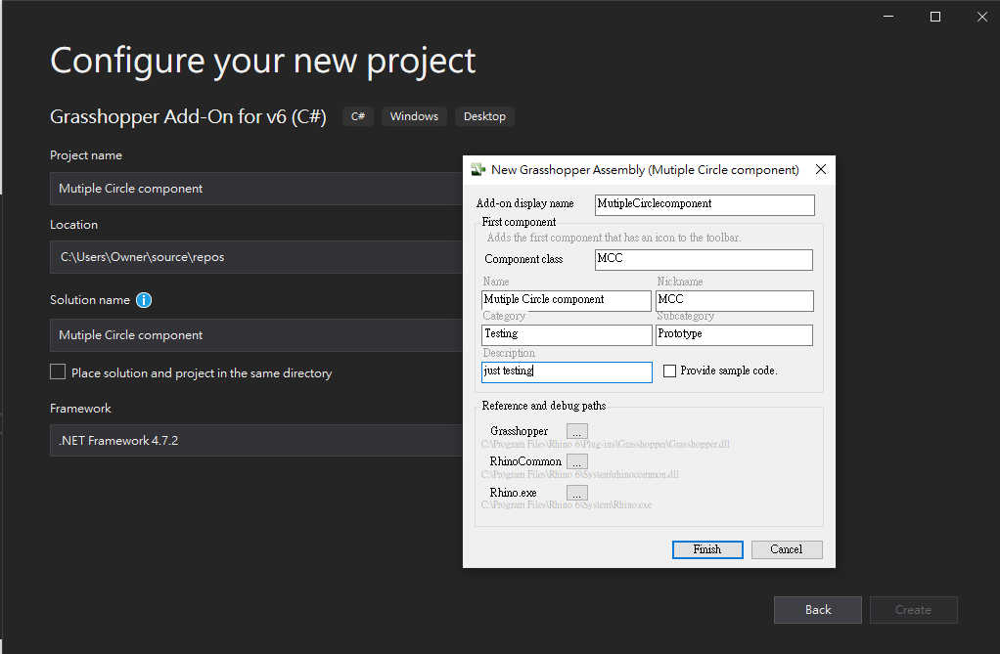 Configure your new project
Grasshopper Add-On for v6 (C#) C# Windows Desktop
Project name
Mutiple Circle component
Location
C:\Users\Owner\source\repos
Solution name
Mutiple Circle component
Place solution and project in the same directory
Framework
.NET Framework 4.7.2
New Grasshopper Assembly (Mutiple Circle component)
Add-on display name MutipleCirclecomponent
First component
Adds the first component that has an icon to the toolbar.
Component class MCC
Name Nickname
Mutiple Circle component MCC
Category Subcategory
Testing Prototype
Description
just testing Provide sample code.
Reference and debug paths
Grasshopper ...
C:\Program Files\Rhino 6\Plug-ins\Grasshopper\Grasshopper.dll
RhinoCommon ...
C:\Program Files\Rhino 6\System\rhinocommon.dll
Rhino.exe ...
C:\Program Files\Rhino 6\System\Rhino.exe
Finish Cancel
Back Create